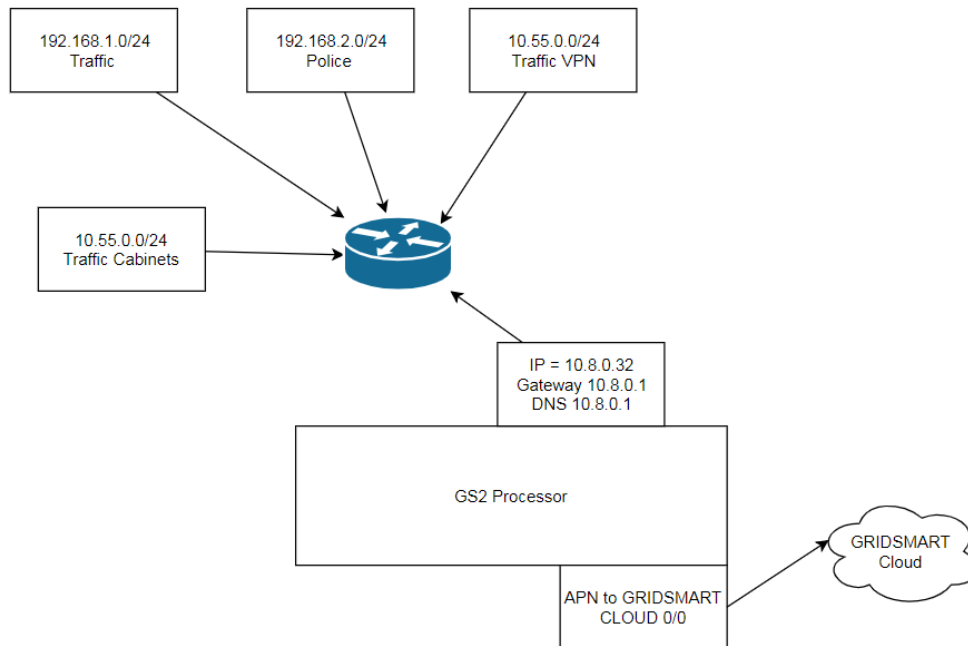 192.168.1.0/24
Traffic
192.168.2.0/24
Police
10.55.0.0/24
Traffic VPN
10.55.0.0/24
Traffic Cabinets
IP = 10.8.0.32
Gateway 10.8.0.1
DNS 10.8.0.1
GS2 Processor
GRIDSMART
Cloud
APN to GRIDSMART
CLOUD 0/0